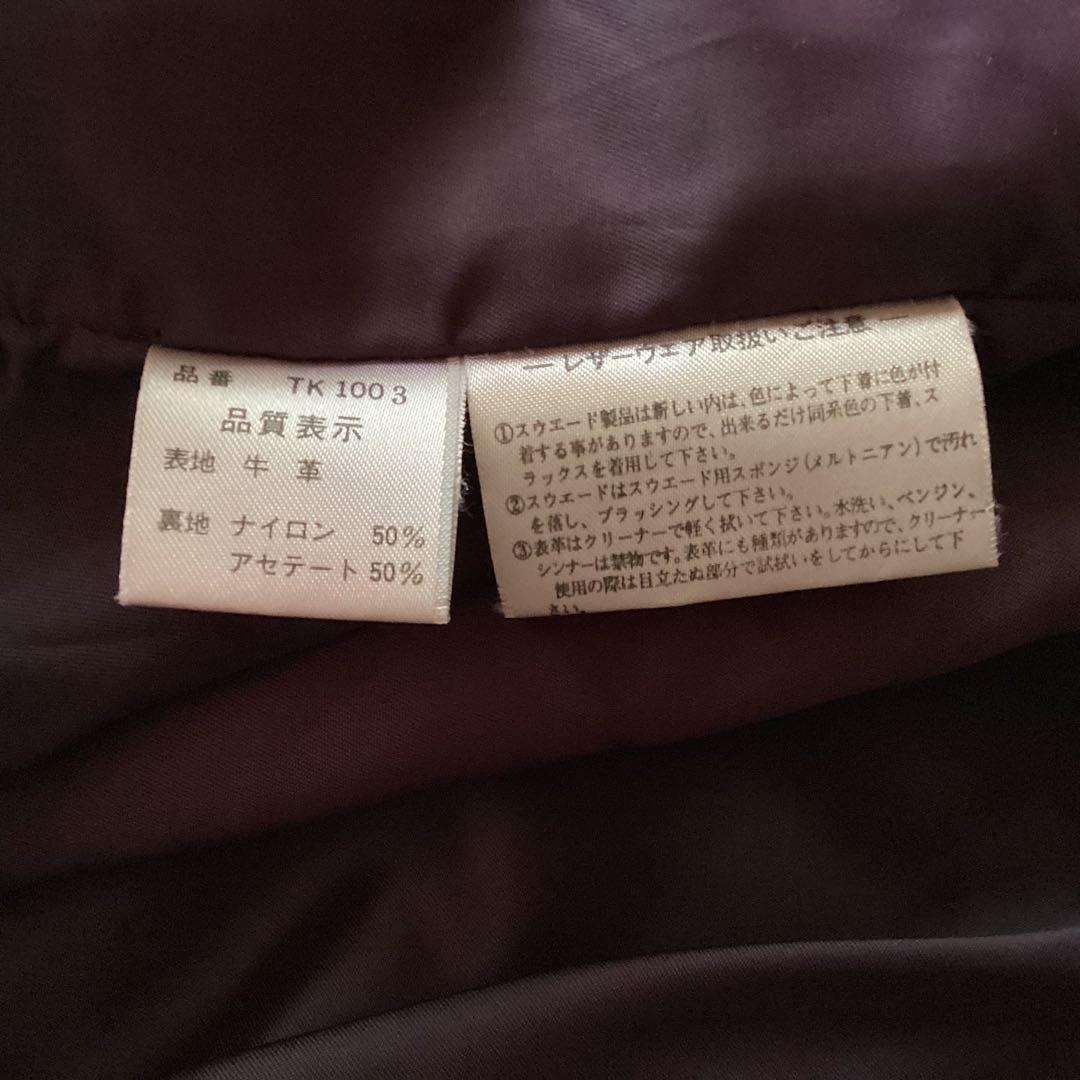 品番 TK1003
品質表示
表地 牛革
裏地 ナイロン 50%
アセテート 50%
―レザーウェア取扱いご注意―
①スウエード製品は新しい内は、色によって下着に色が付
着する事がありますので、出来るだけ同系色の下着、ス
ラックスを着用して下さい。
②スウエードはスウエード用スポンジ(メルトニアン)で汚れ
を落し、ブラッシングして下さい。
③表革はクリーナーで軽く拭いて下さい。水洗い、ベンジン、
シンナーは禁物です。表革にも種類がありますので、クリーナー
使用の際は目立たぬ部分で試拭いをしてからにして下
さい。